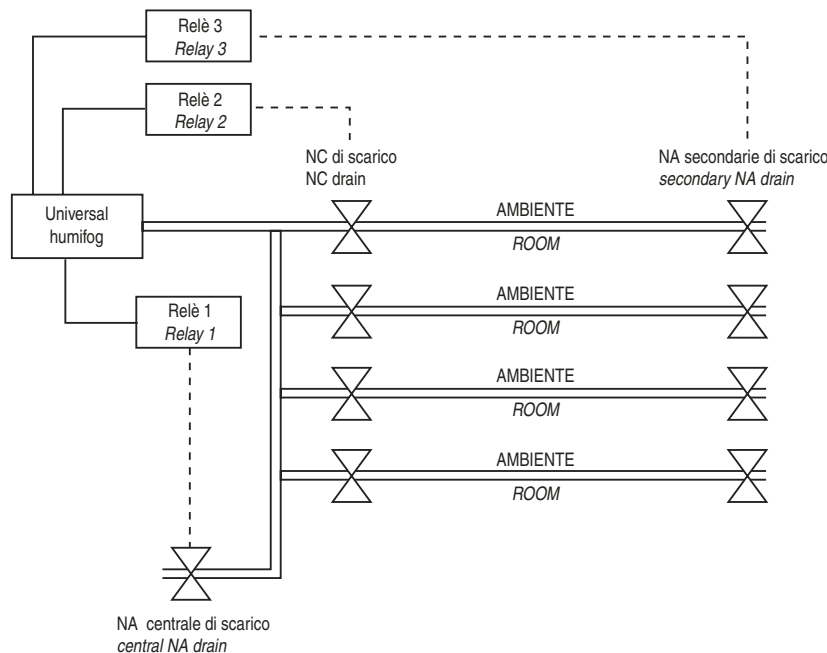 Relè 3
Relay 3
Relè 2
Relay 2
NC di scarico
NC drain
NA secondarie di scarico
secondary NA drain
Universal
humifog
AMBIENTE
ROOM
AMBIENTE
ROOM
Relè 1
Relay 1
AMBIENTE
ROOM
AMBIENTE
ROOM
NA centrale di scarico
central NA drain